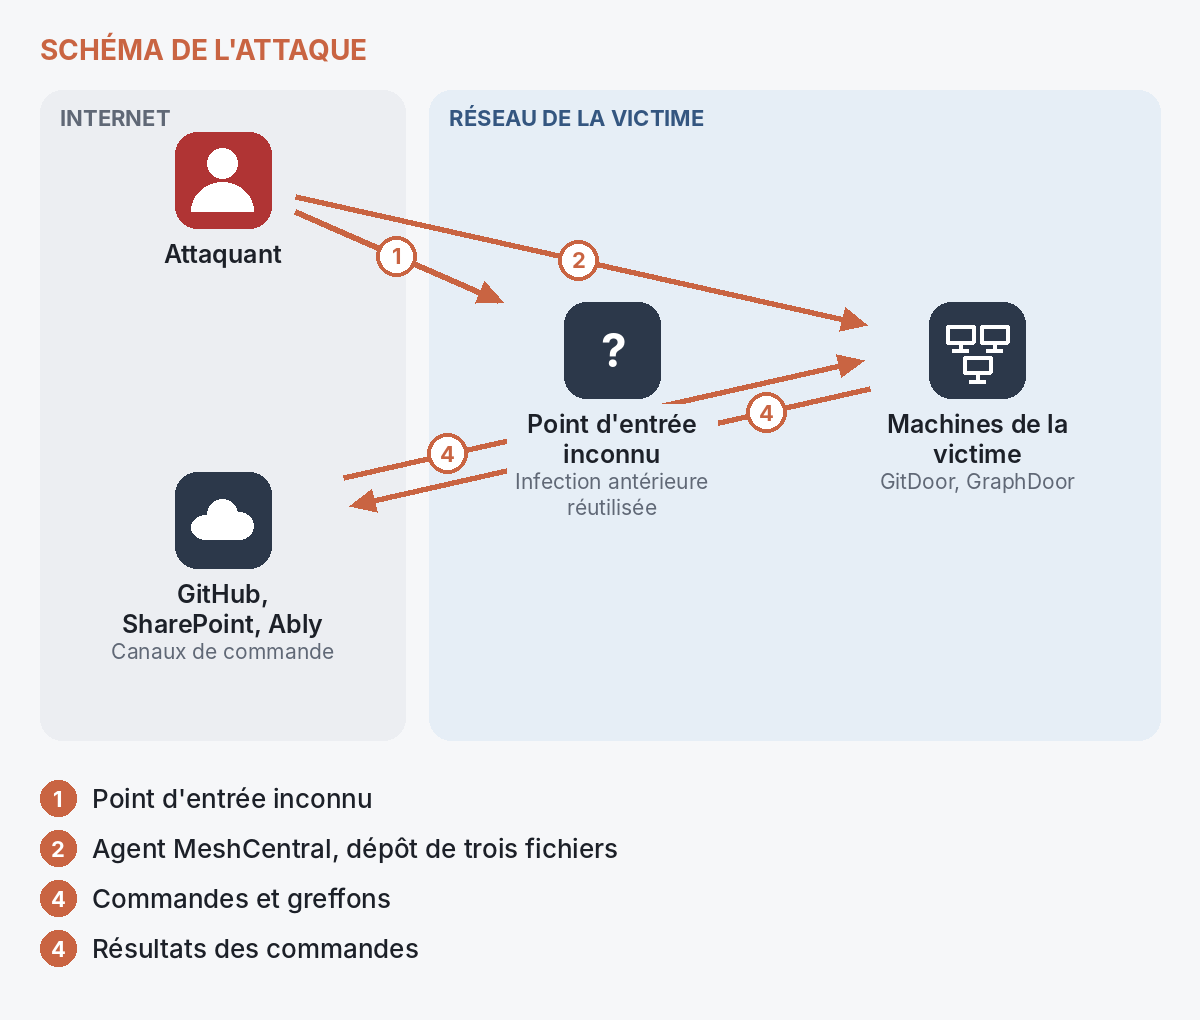 SCHÉMA DE L'ATTAQUE
INTERNET
RÉSEAU DE LA VICTIME
Attaquant
1
2
?
Point d'entrée
inconnu
Infection antérieure
réutilisée
4
Machines de la
victime
GitDoor, GraphDoor
4
GitHub,
SharePoint, Ably
Canaux de commande
1 Point d'entrée inconnu
2 Agent MeshCentral, dépôt de trois fichiers
4 Commandes et greffons
4 Résultats des commandes